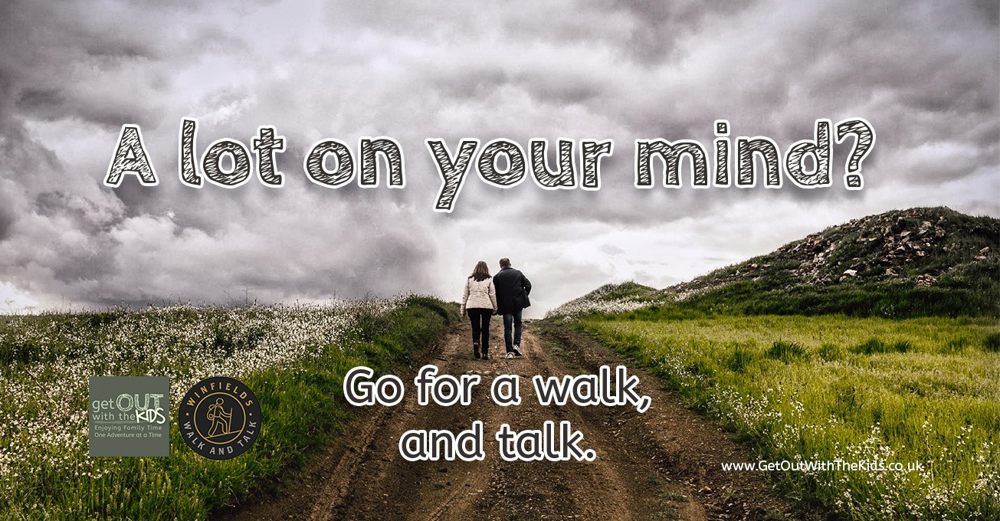 A lot on your mind?
Go for a walk,
and talk.
get OUT
with the KIDS
Enjoying Family Time
One Adventure at a Time
WINFIELDS
WALK AND TALK
www.GetOutWithTheKids.co.uk